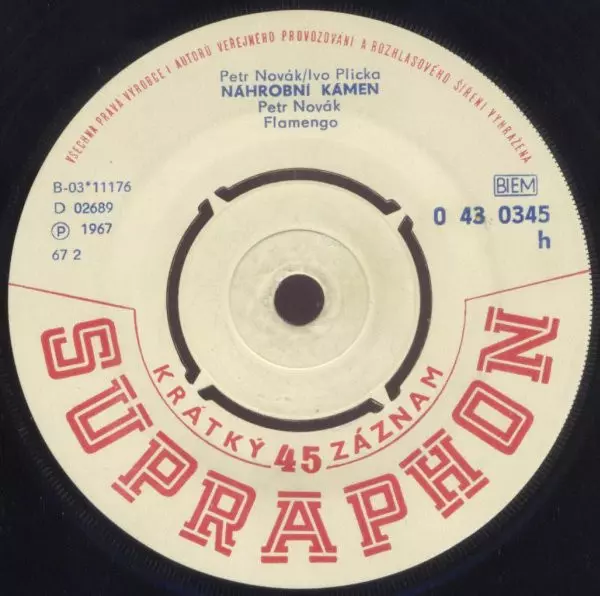 VŠECHNA PRÁVA VÝROBCE I AUTORŮ VEŘEJNÉHO PROVOZOVÁNÍ A ROZHLASOVÉHO ŠÍŘENÍ VYHRAŽENA
Petr Novák/Ivo Plicka
NÁHROBNÍ KÁMEN
Petr Novák
Flamengo
B-03*11176
D 02689
Ⓟ 1967
67 2
BIEM
0 43 0345
h
KRÁTKÝ 45 ZÁZNAM
SUPRAPHON